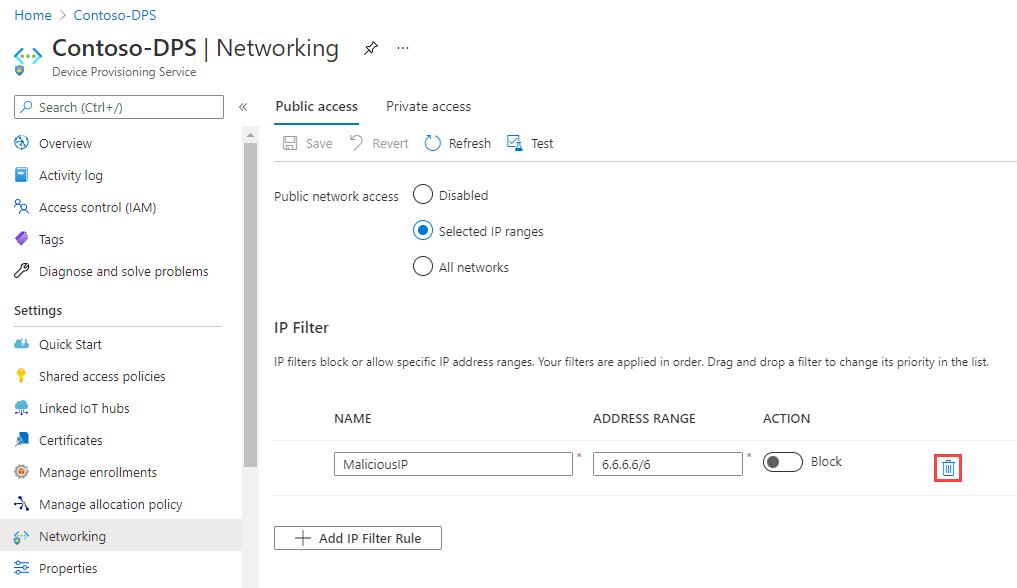 Home > Contoso-DPS
Contoso-DPS | Networking ...
Device Provisioning Service
Search (Ctrl+/) «
Overview
Activity log
Access control (IAM)
Tags
Diagnose and solve problems
Settings
Quick Start
Shared access policies
Linked IoT hubs
Certificates
Manage enrollments
Manage allocation policy
Networking
Properties
Public access Private access
Save Revert Refresh Test
Public network access Disabled
Selected IP ranges
All networks
IP Filter
IP filters block or allow specific IP address ranges. Your filters are applied in order. Drag and drop a filter to change its priority in the list.
NAME ADDRESS RANGE ACTION
MaliciousIP * 6.6.6.6/6 * Block
Add IP Filter Rule